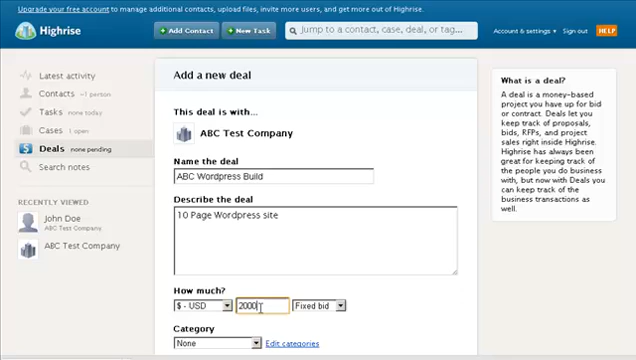 Upgrade your free account to manage additional contacts, upload files, invite more users, and get more out of Highrise.
Highrise
Add Contact
New Task
Jump to a contact, case, deal, or tag...
Account & settings
Sign out
HELP
Latest activity
Contacts ~1 person
Tasks none today
Cases 1 open
Deals none pending
Search notes
RECENTLY VIEWED
John Doe
ABC Test Company
ABC Test Company
Add a new deal
This deal is with...
ABC Test Company
Name the deal
ABC Wordpress Build
Describe the deal
10 Page Wordpress site
How much?
$ - USD
2000
Fixed bid
Category
None
Edit categories
What is a deal?
A deal is a money-based
project you have up for bid
or contract. Deals let you
keep track of proposals,
bids, RFPs, and project
sales right inside Highrise.
Highrise has always been
great for keeping track of
the people you do business
with, but now with Deals you
can keep track of the
business transactions as
well.